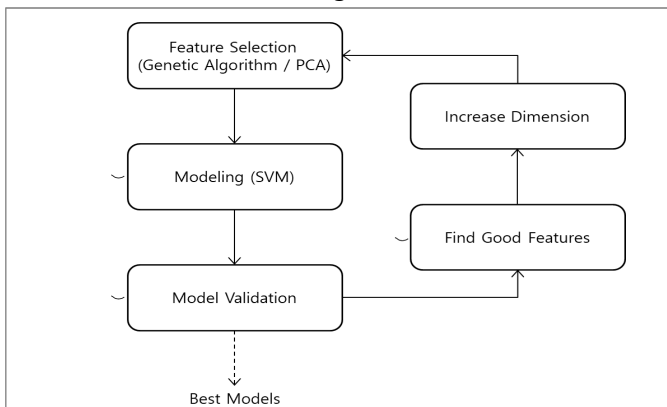 Feature Selection
(Genetic Algorithm / PCA)
Increase Dimension
Modeling (SVM)
Find Good Features
Model Validation
Best Models